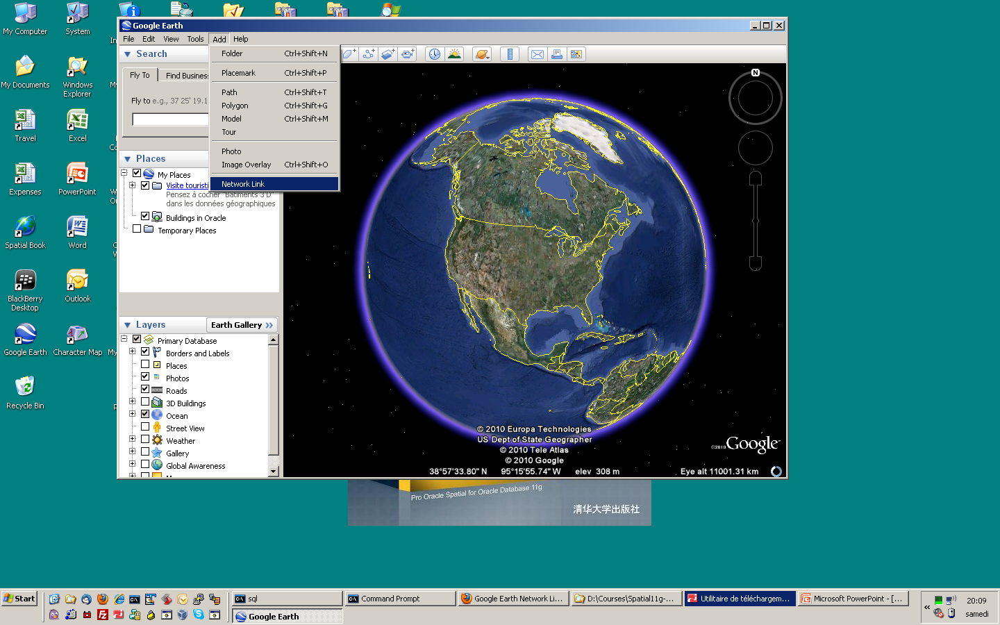 My Computer
System
In
Google Earth
File Edit View Tools Add Help
Search
Fly To
Find Business
Fly to e.g., 37 25' 19.1
Folder Ctrl+Shift+N
Placemark Ctrl+Shift+P
Path Ctrl+Shift+T
Polygon Ctrl+Shift+G
Model Ctrl+Shift+M
Tour
Photo
Image Overlay Ctrl+Shift+O
Network Link
Places
My Places
Visite touristi
Pensez à cocher "Bâtiments 3 D"
dans les données géographiques
Buildings in Oracle
Temporary Places
Layers
Earth Gallery >>
Primary Database
Borders and Labels
Places
Photos
Roads
3D Buildings
Ocean
Street View
Weather
Gallery
Global Awareness
N
© 2010 Europa Technologies
US Dept of State Geographer
© 2010 Tele Atlas
© 2010 Google
©2010 Google
38°57'33.80" N 95°15'55.74" W elev 308 m
Eye alt 11001.31 km
My Documents
Windows
Explorer
Travel
Excel
Expenses
PowerPoint
Spatial Book
Word
BlackBerry
Desktop
Outlook
Google Earth
Character Map
My
Recycle Bin
Pro Oracle Spatial for Oracle Database 11g
清华大学出版社
Start
sql
Command Prompt
Google Earth Network Li...
D:\Courses\Spatial11g-...
Utilitaire de téléchargem...
Microsoft PowerPoint - [...
Google Earth
20:09
samedi